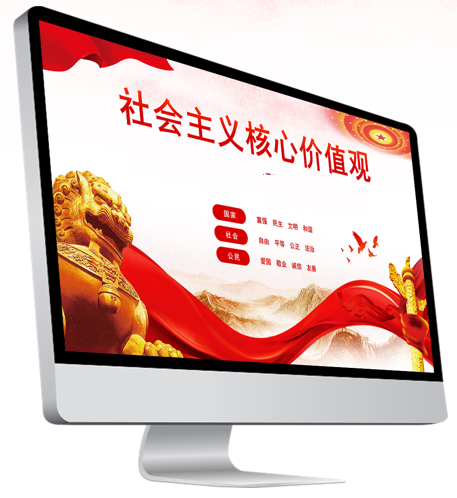 社会主义核心价值观
国家 富强 民主 文明 和谐
社会 自由 平等 公正 法治
公民 爱国 敬业 诚信 友善